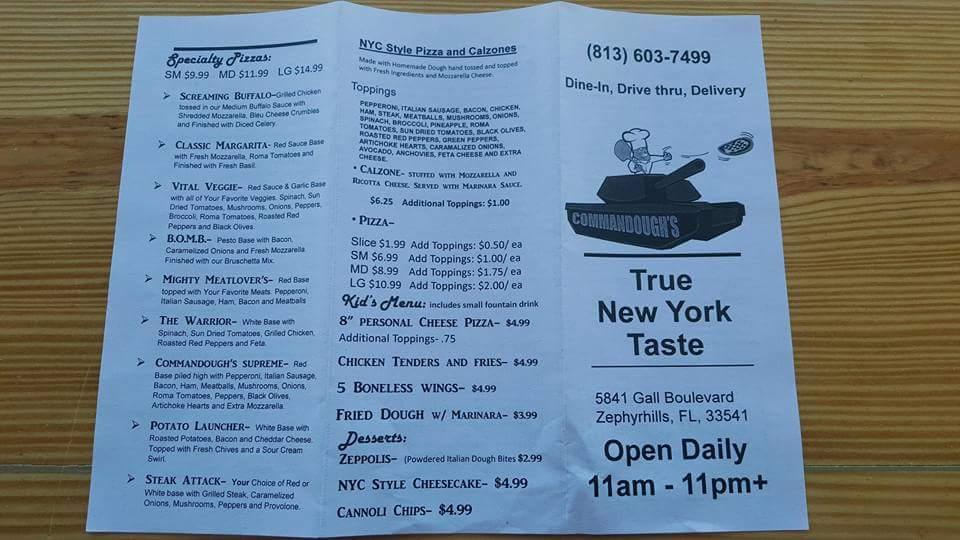 Specialty Pizzas:
SM $9.99 MD $11.99 LG $14.99
➢ SCREAMING BUFFALO–Grilled Chicken
tossed in our Medium Buffalo Sauce with
Shredded Mozzarella, Bleu Cheese Crumbles
and Finished with Diced Celery.
➢ CLASSIC MARGARITA- Red Sauce Base
with Fresh Mozzarella, Roma Tomatoes and
Finished with Fresh Basil.
➢ VITAL VEGGIE– Red Sauce & Garlic Base
with all of Your Favorite Veggies. Spinach, Sun
Dried Tomatoes, Mushrooms, Onions, Peppers,
Broccoli, Roma Tomatoes, Roasted Red
Peppers and Black Olives.
➢ B.O.M.B.– Pesto Base with Bacon,
Caramelized Onions and Fresh Mozzarella.
Finished with our Bruschetta Mix.
➢ MIGHTY MEATLOVER'S– Red Base
topped with Your Favorite Meats. Pepperoni,
Italian Sausage, Ham, Bacon and Meatballs
➢ THE WARRIOR– White Base with
Spinach, Sun Dried Tomatoes, Grilled Chicken,
Roasted Red Peppers and Feta.
➢ COMMANDOUGH'S SUPREME– Red
Base piled high with Pepperoni, Italian Sausage,
Bacon, Ham, Meatballs, Mushrooms, Onions,
Roma Tomatoes, Peppers, Black Olives,
Artichoke Hearts and Extra Mozzarella.
➢ POTATO LAUNCHER– White Base with
Roasted Potatoes, Bacon and Cheddar Cheese.
Topped with Fresh Chives and a Sour Cream
Swirl.
➢ STEAK ATTACK– Your Choice of Red or
White base with Grilled Steak, Caramelized
Onions, Mushrooms, Peppers and Provolone.
NYC Style Pizza and Calzones
Made with Homemade Dough hand tossed and topped
with Fresh Ingredients and Mozzarella Cheese.
Toppings
PEPPERONI, ITALIAN SAUSAGE, BACON, CHICKEN,
HAM, STEAK, MEATBALLS, MUSHROOMS, ONIONS,
SPINACH, BROCCOLI, PINEAPPLE, ROMA
TOMATOES, SUN DRIED TOMATOES, BLACK OLIVES,
ROASTED RED PEPPERS, GREEN PEPPERS,
ARTICHOKE HEARTS, CARAMALIZED ONIONS,
AVOCADO, ANCHOVIES, FETA CHEESE AND EXTRA
CHEESE.
• CALZONE– STUFFED WITH MOZZARELLA AND
RICOTTA CHEESE. SERVED WITH MARINARA SAUCE.
$6.25 Additional Toppings: $1.00
• PIZZA–
Slice $1.99 Add Toppings: $0.50/ ea
SM $6.99 Add Toppings: $1.00/ ea
MD $8.99 Add Toppings: $1.75/ ea
LG $10.99 Add Toppings: $2.00/ ea
Kid's Menu: includes small fountain drink
8" PERSONAL CHEESE PIZZA– $4.99
Additional Toppings- .75
CHICKEN TENDERS AND FRIES– $4.99
5 BONELESS WINGS– $4.99
FRIED DOUGH W/ MARINARA– $3.99
Desserts:
ZEPPOLIS– (Powdered Italian Dough Bites $2.99
NYC STYLE CHEESECAKE– $4.99
CANNOLI CHIPS– $4.99
(813) 603-7499
Dine-In, Drive thru, Delivery
COMMANDOUGH'S
True
New York
Taste
5841 Gall Boulevard
Zephyrhills, FL, 33541
Open Daily
11am - 11pm+